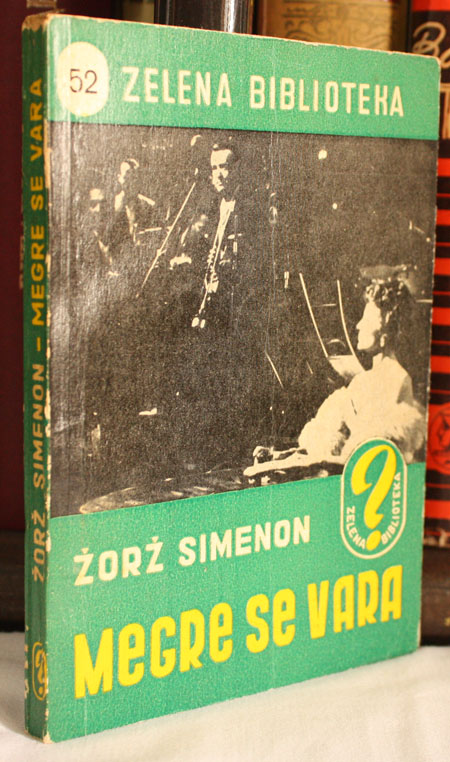 52 ZELENA BIBLIOTEKA
ŽORŽ SIMENON
MEGRE SE VARA
ZELENA BIBLIOTEKA
?
ŽORŽ SIMENON – MEGRE SE VARA